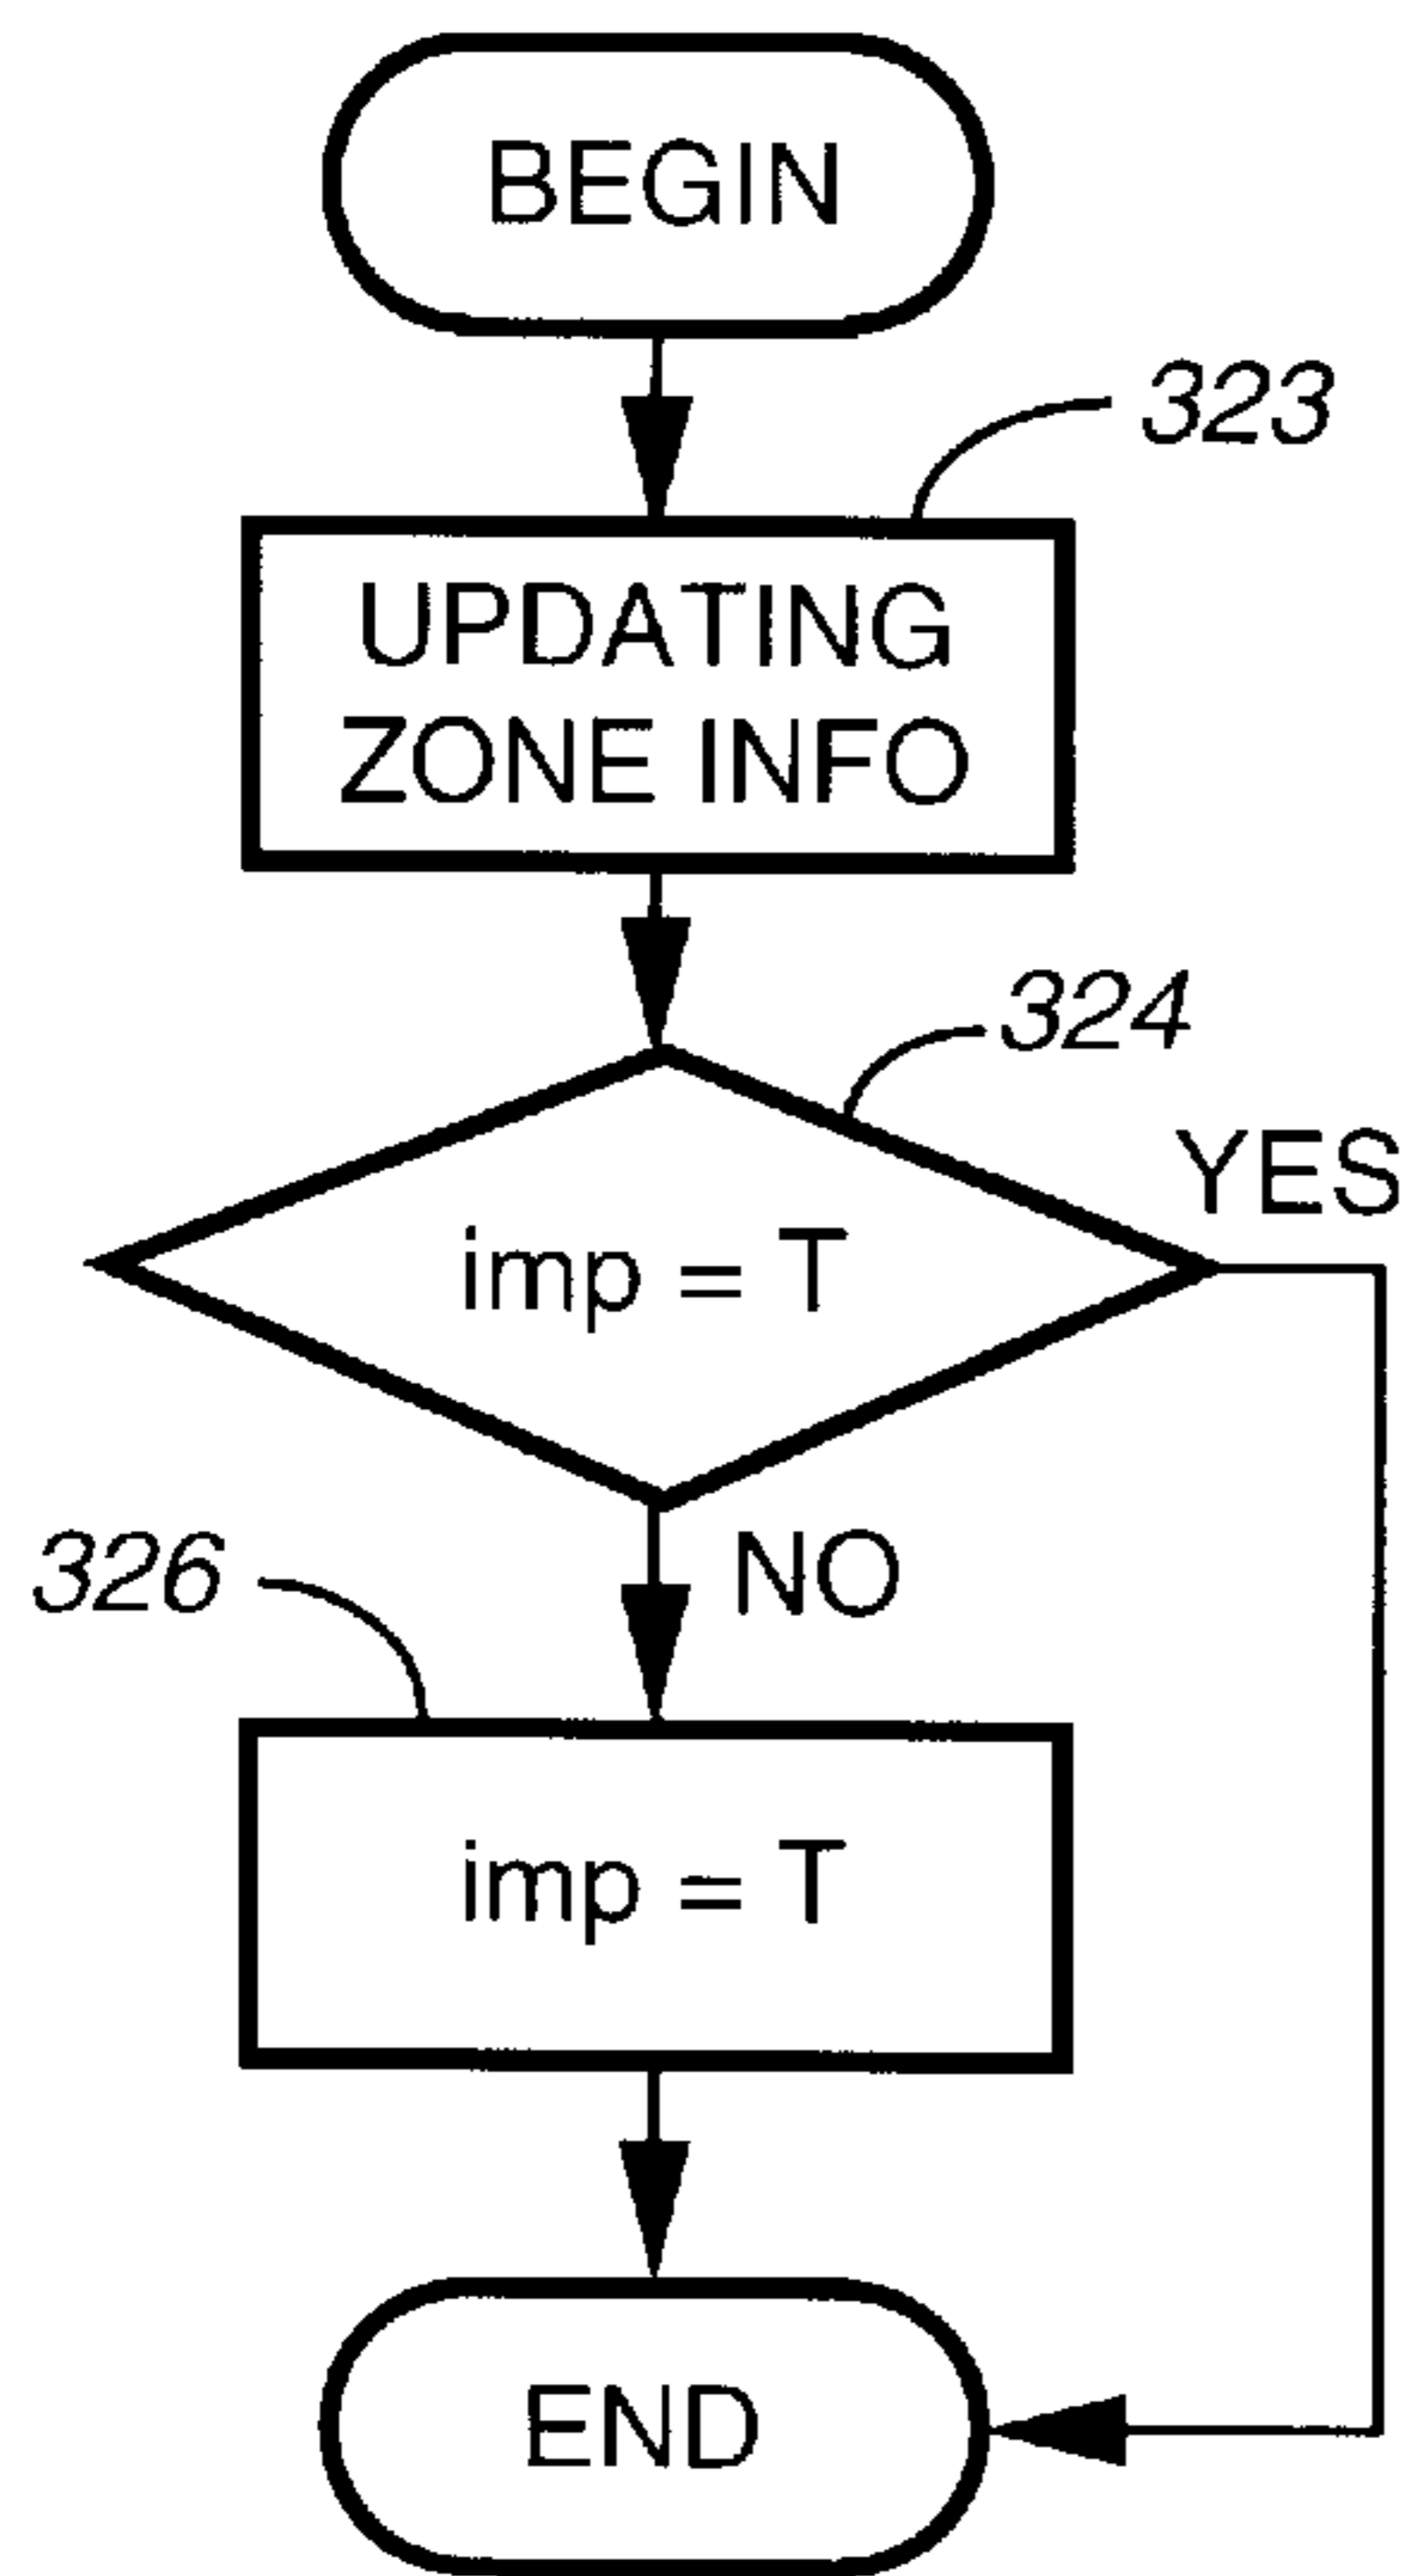 BEGIN
323
UPDATING
ZONE INFO
324
YES
imp = T
326
NO
imp = T
END